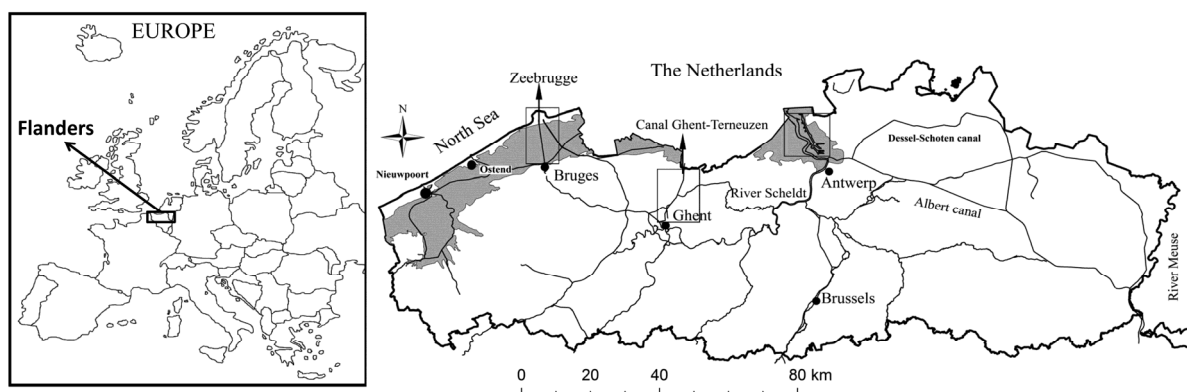 EUROPE
Flanders
Zeebrugge
The Netherlands
N
North Sea
Canal Ghent-Terneuzen
Dessel-Schoten canal
Nieuwpoort
Ostend
Bruges
River Scheldt
Antwerp
Albert canal
Ghent
River Meuse
Brussels
0 20 40 80 km